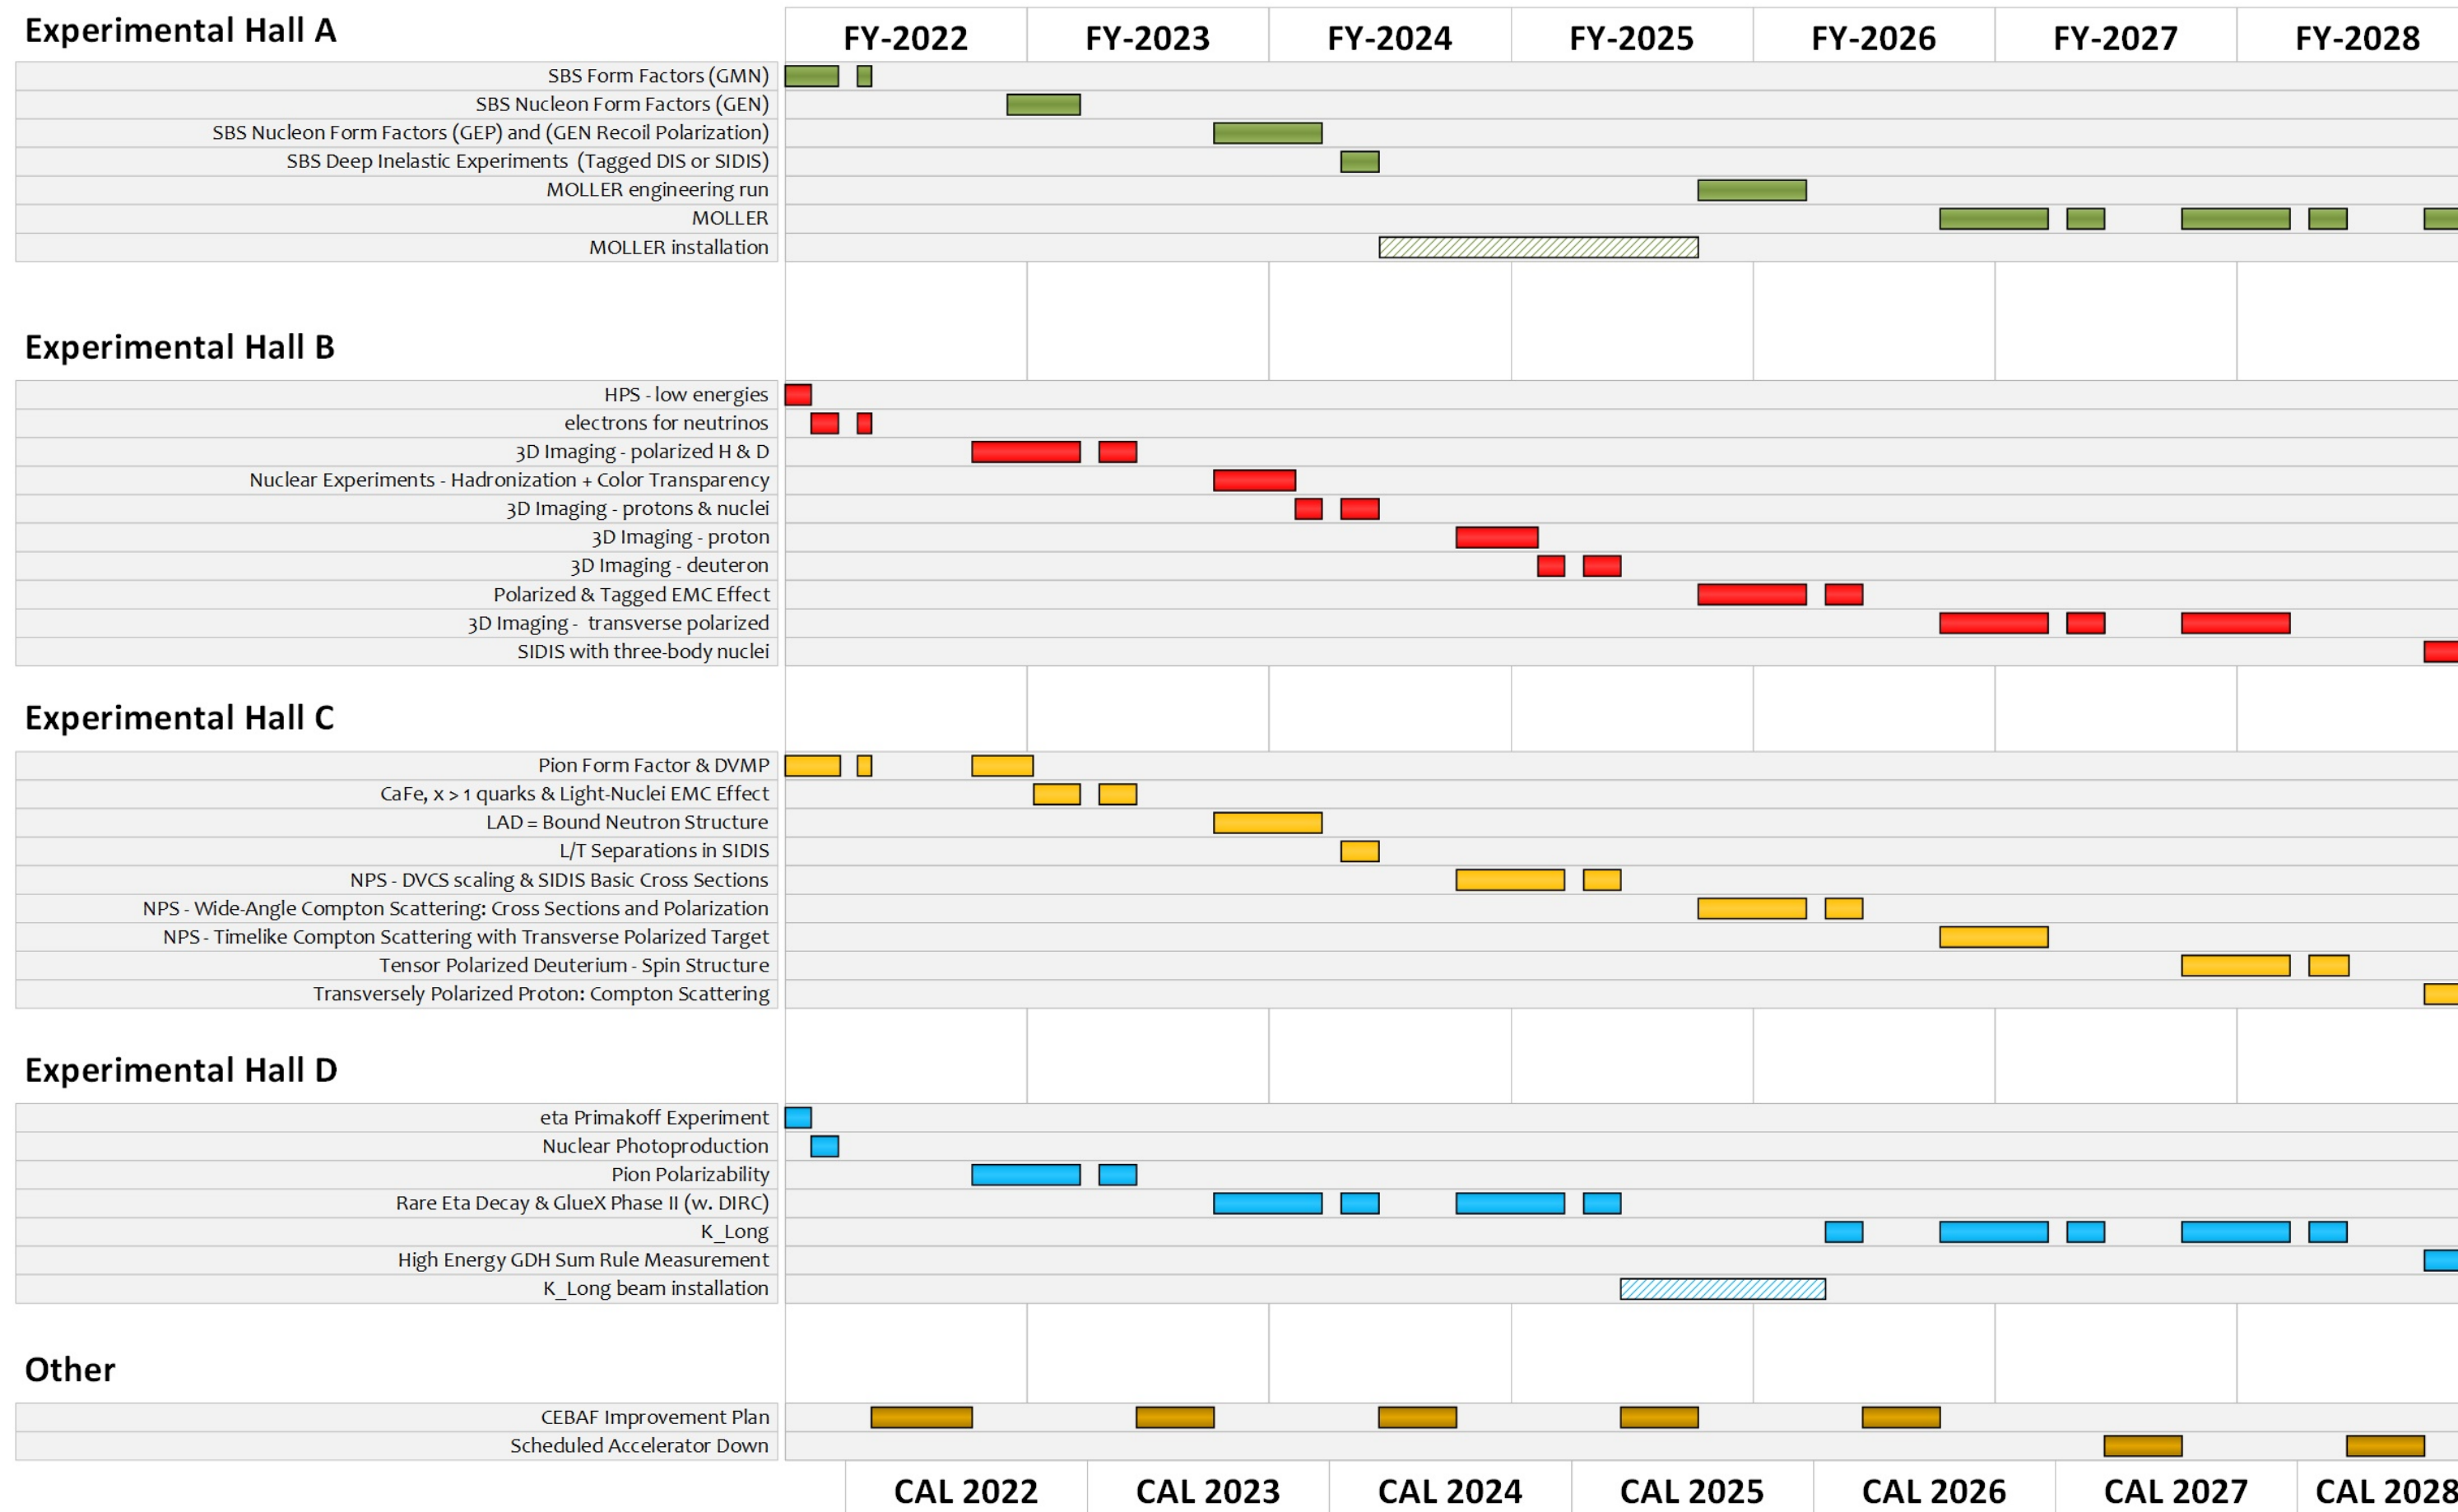 Experimental Hall A
FY-2022 FY-2023 FY-2024 FY-2025 FY-2026 FY-2027 FY-2028
SBS Form Factors (GMN)
SBS Nucleon Form Factors (GEN)
SBS Nucleon Form Factors (GEP) and (GEN Recoil Polarization)
SBS Deep Inelastic Experiments (Tagged DIS or SIDIS)
MOLLER engineering run
MOLLER
MOLLER installation
Experimental Hall B
HPS - low energies
electrons for neutrinos
3D Imaging - polarized H & D
Nuclear Experiments - Hadronization + Color Transparency
3D Imaging - protons & nuclei
3D Imaging - proton
3D Imaging - deuteron
Polarized & Tagged EMC Effect
3D Imaging - transverse polarized
SIDIS with three-body nuclei
Experimental Hall C
Pion Form Factor & DVMP
CaFe, x > 1 quarks & Light-Nuclei EMC Effect
LAD = Bound Neutron Structure
L/T Separations in SIDIS
NPS - DVCS scaling & SIDIS Basic Cross Sections
NPS - Wide-Angle Compton Scattering: Cross Sections and Polarization
NPS - Timelike Compton Scattering with Transverse Polarized Target
Tensor Polarized Deuterium - Spin Structure
Transversely Polarized Proton: Compton Scattering
Experimental Hall D
eta Primakoff Experiment
Nuclear Photoproduction
Pion Polarizability
Rare Eta Decay & GlueX Phase II (w. DIRC)
K_Long
High Energy GDH Sum Rule Measurement
K_Long beam installation
Other
CEBAF Improvement Plan
Scheduled Accelerator Down
CAL 2022 CAL 2023 CAL 2024 CAL 2025 CAL 2026 CAL 2027 CAL 2028